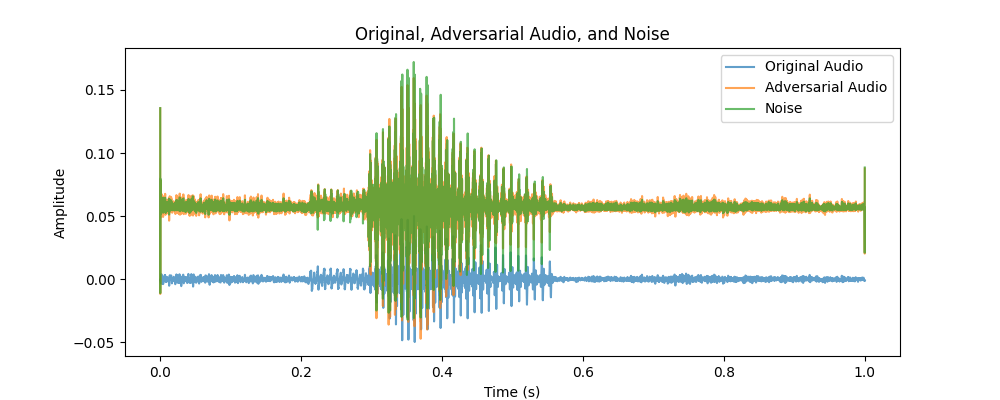 Original, Adversarial Audio, and Noise
Original Audio
Adversarial Audio
Noise
Amplitude
0.15
0.10
0.05
0.00
−0.05
0.0
0.2
0.4
0.6
0.8
1.0
Time (s)